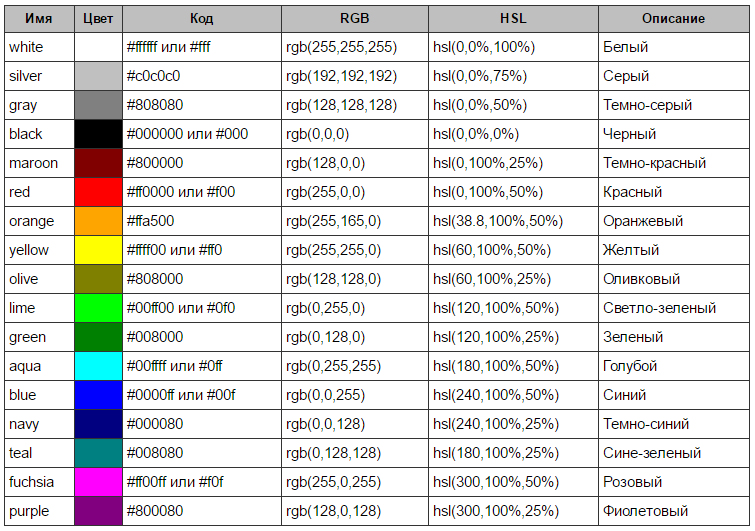 Имя Цвет Код RGB HSL Описание
white #ffffff или #fff rgb(255,255,255) hsl(0,0%,100%) Белый
silver #c0c0c0 rgb(192,192,192) hsl(0,0%,75%) Серый
gray #808080 rgb(128,128,128) hsl(0,0%,50%) Темно-серый
black #000000 или #000 rgb(0,0,0) hsl(0,0%,0%) Черный
maroon #800000 rgb(128,0,0) hsl(0,100%,25%) Темно-красный
red #ff0000 или #f00 rgb(255,0,0) hsl(0,100%,50%) Красный
orange #ffa500 rgb(255,165,0) hsl(38.8,100%,50%) Оранжевый
yellow #ffff00 или #ff0 rgb(255,255,0) hsl(60,100%,50%) Желтый
olive #808000 rgb(128,128,0) hsl(60,100%,25%) Оливковый
lime #00ff00 или #0f0 rgb(0,255,0) hsl(120,100%,50%) Светло-зеленый
green #008000 rgb(0,128,0) hsl(120,100%,25%) Зеленый
aqua #00ffff или #0ff rgb(0,255,255) hsl(180,100%,50%) Голубой
blue #0000ff или #00f rgb(0,0,255) hsl(240,100%,50%) Синий
navy #000080 rgb(0,0,128) hsl(240,100%,25%) Темно-синий
teal #008080 rgb(0,128,128) hsl(180,100%,25%) Сине-зеленый
fuchsia #ff00ff или #f0f rgb(255,0,255) hsl(300,100%,50%) Розовый
purple #800080 rgb(128,0,128) hsl(300,100%,25%) Фиолетовый